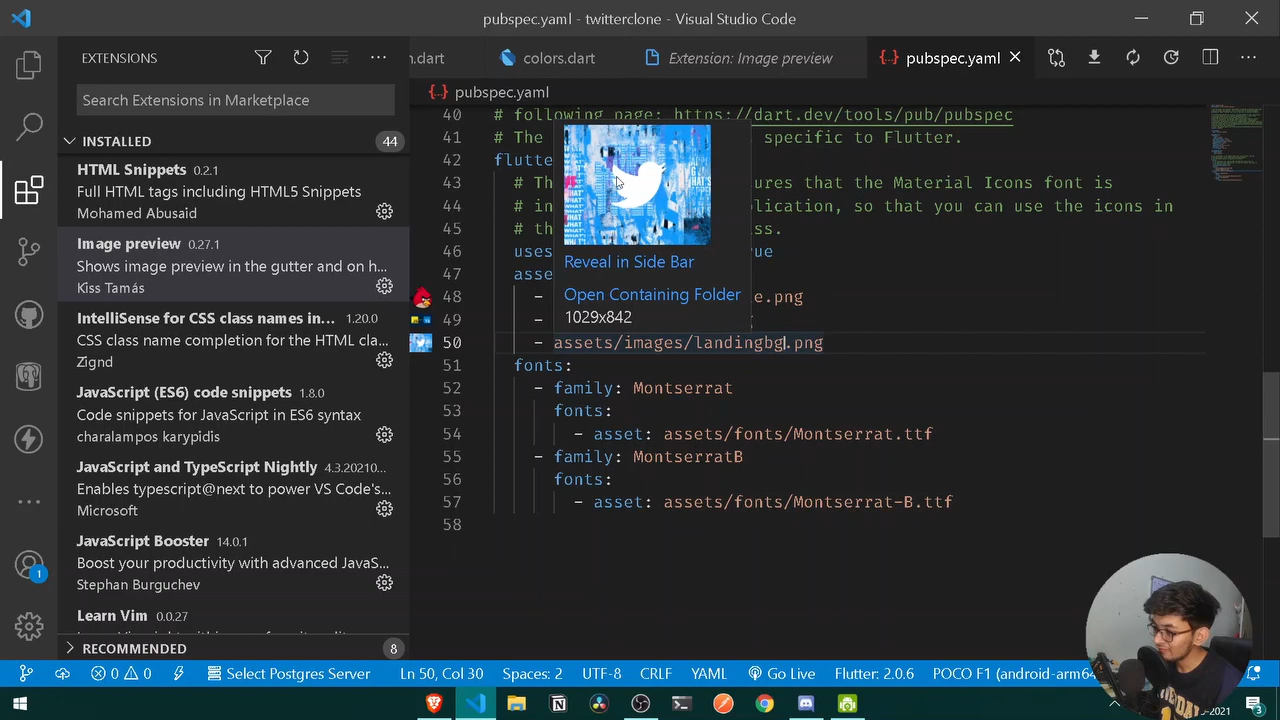 pubspec.yaml - twitterclone - Visual Studio Code
EXTENSIONS
n.dart
colors.dart
Extension: Image preview
pubspec.yaml
Search Extensions in Marketplace
INSTALLED
44
HTML Snippets 0.2.1
Full HTML tags including HTML5 Snippets
Mohamed Abusaid
Image preview 0.27.1
Shows image preview in the gutter and on h...
Kiss Tamás
IntelliSense for CSS class names in... 1.20.0
CSS class name completion for the HTML cla...
Zignd
JavaScript (ES6) code snippets 1.8.0
Code snippets for JavaScript in ES6 syntax
charalampos karypidis
JavaScript and TypeScript Nightly 4.3.20210...
Enables typescript@next to power VS Code's...
Microsoft
JavaScript Booster 14.0.1
Boost your productivity with advanced JavaS...
Stephan Burguchev
Learn Vim 0.0.27
RECOMMENDED
8
pubspec.yaml
40 # following page: https://dart.dev/tools/pub/pubspec
41 # The specific to Flutter.
42 flutte
43 # Th ures that the Material Icons font is
44 # in plication, so that you can use the icons in
45 # th ss.
46 uses ue
47 asse
48 - e.png
49 -
50 - assets/images/landingbg.png
51 fonts:
52 - family: Montserrat
53 fonts:
54 - asset: assets/fonts/Montserrat.ttf
55 - family: MontserratB
56 fonts:
57 - asset: assets/fonts/Montserrat-B.ttf
58
Reveal in Side Bar
Open Containing Folder
1029x842
1
0 0
Select Postgres Server
Ln 50, Col 30
Spaces: 2
UTF-8
CRLF
YAML
Go Live
Flutter: 2.0.6
POCO F1 (android-arm64
-2021
3